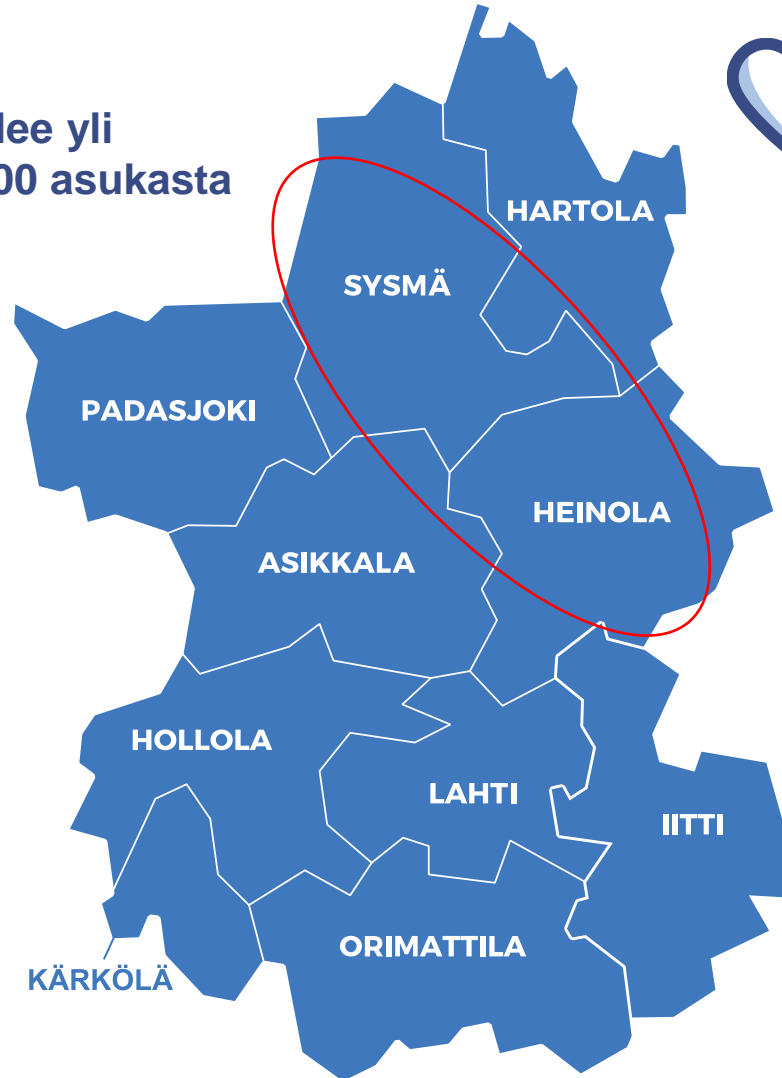 lee yli
00 asukasta
HARTOLA
SYSMÄ
PADASJOKI
HEINOLA
ASIKKALA
HOLLOLA
LAHTI
IITTI
ORIMATTILA
KÄRKÖLÄ